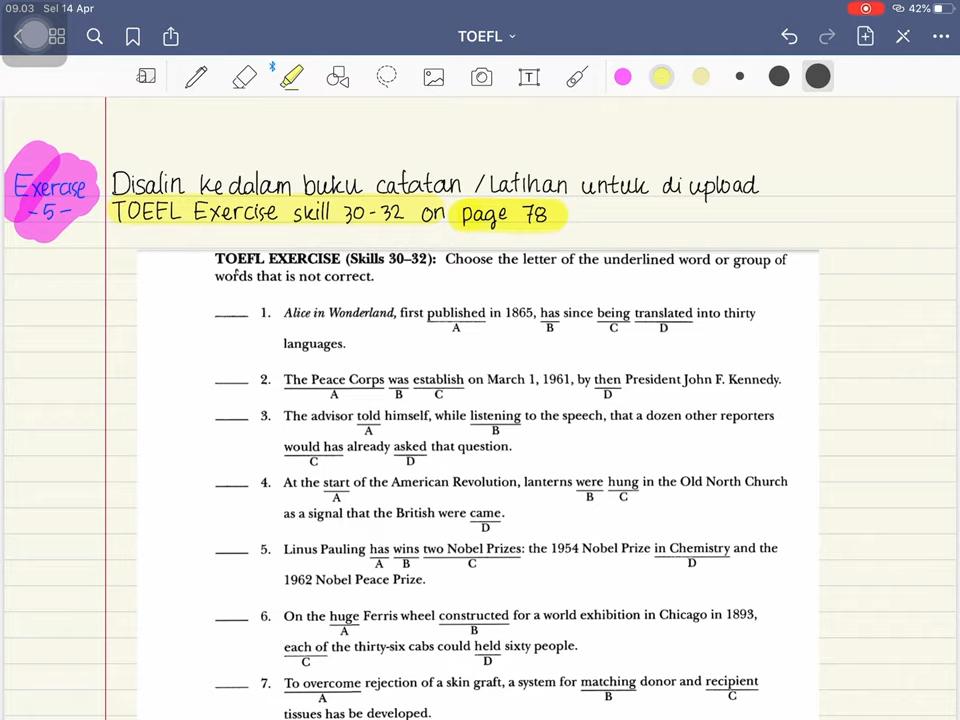 09.03 Sel 14 Apr
42%
TOEFL
T
Exercise
-5-
Disalin kedalam buku catatan /Latihan untuk di upload
TOEFL Exercise skill 30-32 on page 78
TOEFL EXERCISE (Skills 30–32): Choose the letter of the underlined word or group of
words that is not correct.
____ 1. Alice in Wonderland, first published in 1865, has since being translated into thirty
A B C D
languages.
____ 2. The Peace Corps was establish on March 1, 1961, by then President John F. Kennedy.
A B C D
____ 3. The advisor told himself, while listening to the speech, that a dozen other reporters
A B
would has already asked that question.
C D
____ 4. At the start of the American Revolution, lanterns were hung in the Old North Church
A B C
as a signal that the British were came.
D
____ 5. Linus Pauling has wins two Nobel Prizes: the 1954 Nobel Prize in Chemistry and the
A B C D
1962 Nobel Peace Prize.
____ 6. On the huge Ferris wheel constructed for a world exhibition in Chicago in 1893,
A B
each of the thirty-six cabs could held sixty people.
C D
____ 7. To overcome rejection of a skin graft, a system for matching donor and recipient
A B C
tissues has be developed.